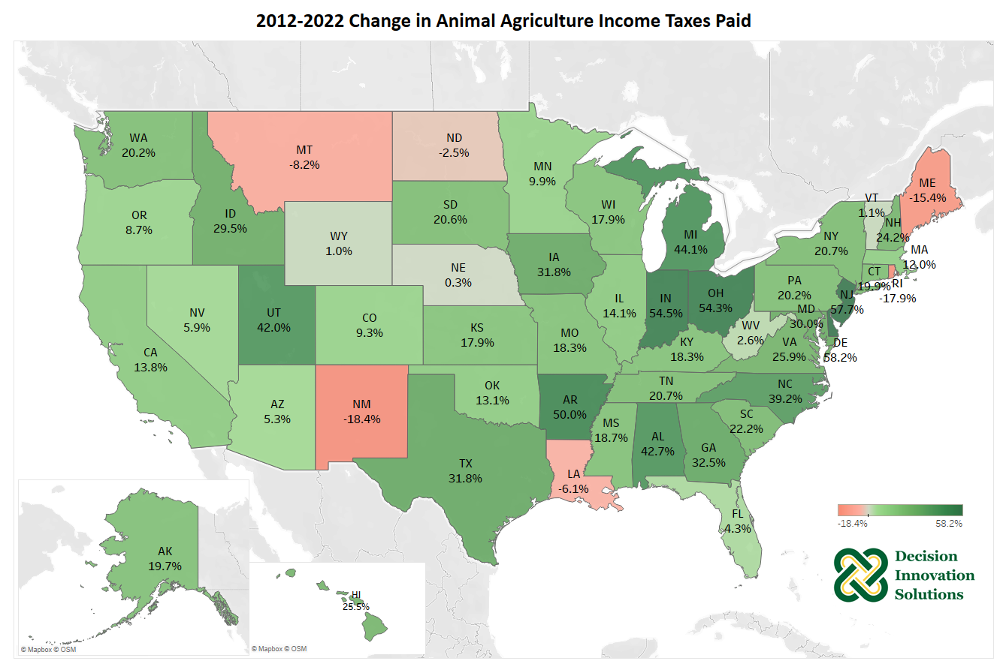 2012-2022 Change in Animal Agriculture Income Taxes Paid
WA
20.2%
MT
-8.2%
ND
-2.5%
MN
9.9%
ME
-15.4%
VT
1.1%
NH
24.2%
OR
8.7%
ID
29.5%
SD
20.6%
WI
17.9%
MI
44.1%
NY
20.7%
MA
12.0%
WY
1.0%
IA
31.8%
NE
0.3%
CT
19.9%
RI
-17.9%
PA
20.2%
NJ
57.7%
NV
5.9%
UT
42.0%
CO
9.3%
IL
14.1%
IN
54.5%
OH
54.3%
MD
30.0%
WV
2.6%
DE
58.2%
KS
17.9%
MO
18.3%
KY
18.3%
VA
25.9%
CA
13.8%
AZ
5.3%
NM
-18.4%
OK
13.1%
AR
50.0%
TN
20.7%
NC
39.2%
SC
22.2%
MS
18.7%
AL
42.7%
GA
32.5%
TX
31.8%
LA
-6.1%
FL
4.3%
AK
19.7%
HI
25.5%
-18.4%
58.2%
Decision
Innovation
Solutions
© Mapbox © OSM
© Mapbox © OSM